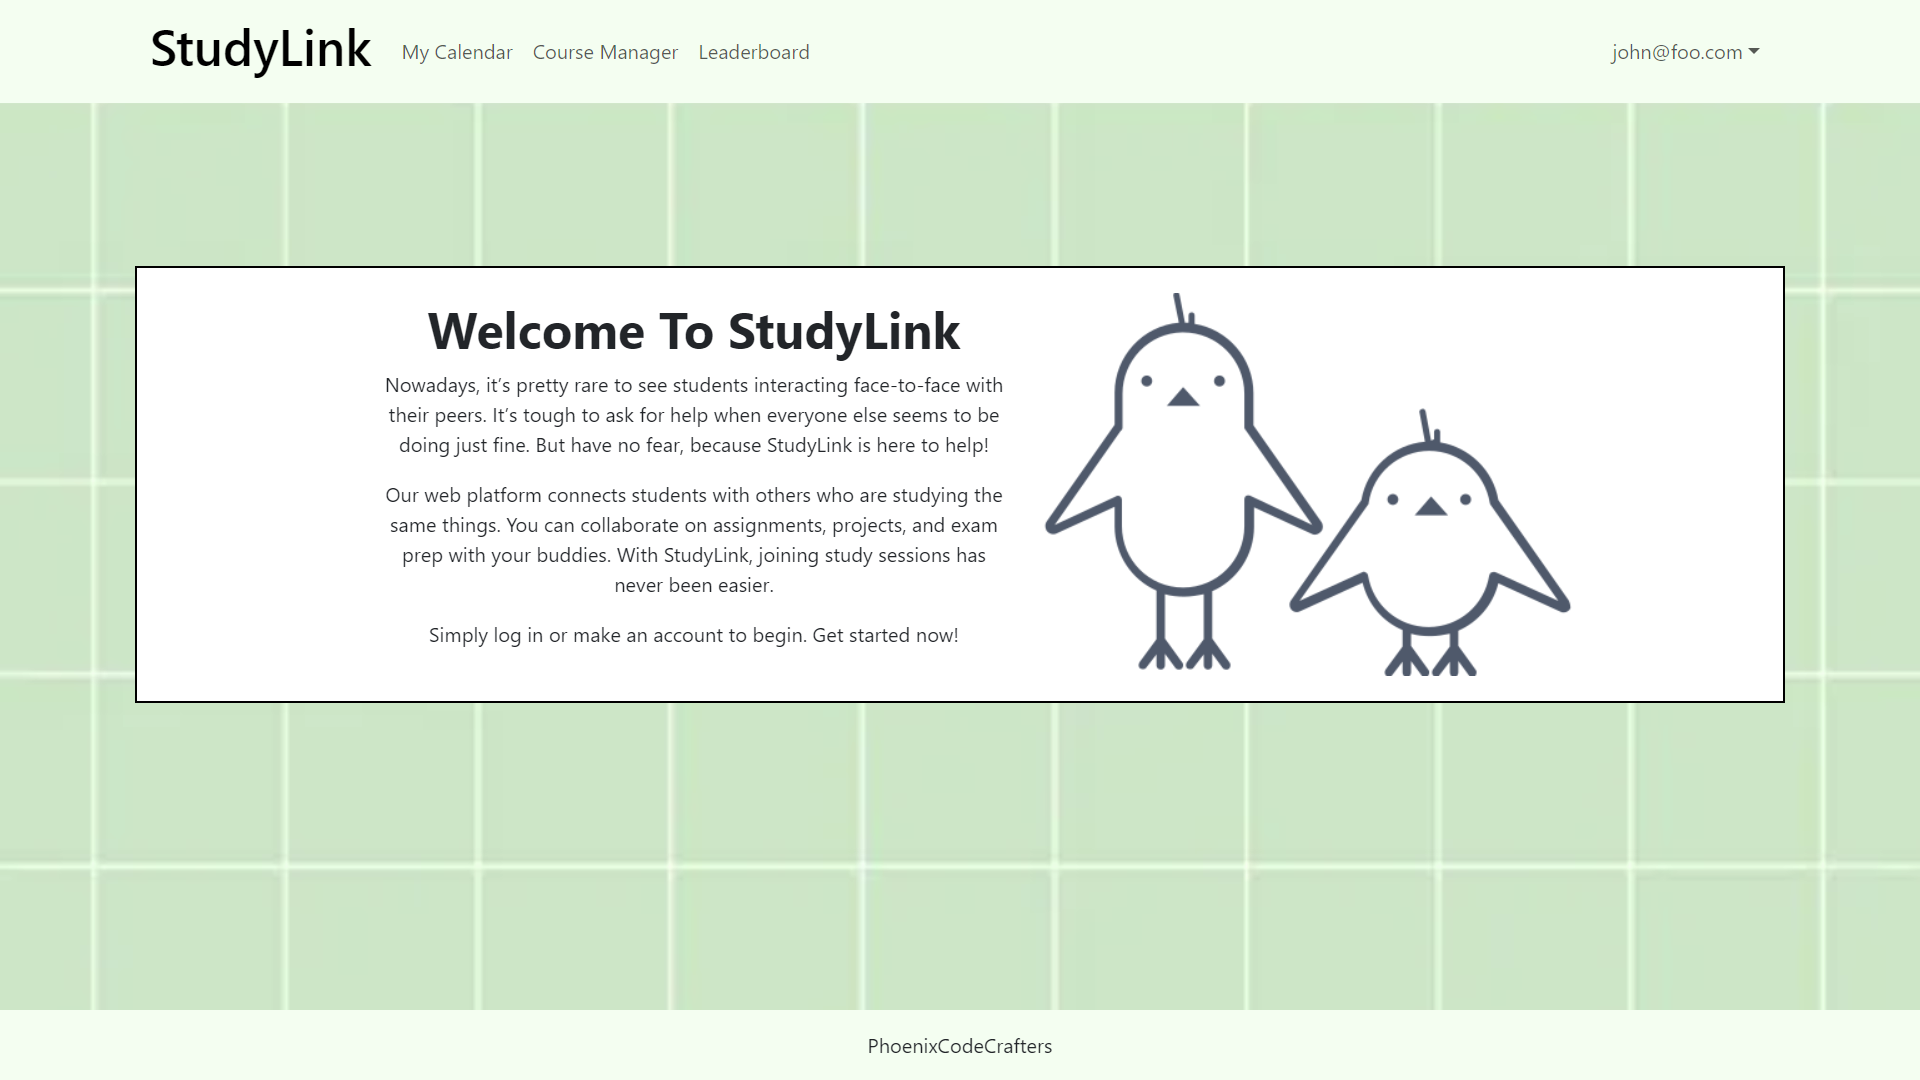 StudyLink
My Calendar
Course Manager
Leaderboard
john@foo.com
Welcome To StudyLink
Nowadays, it’s pretty rare to see students interacting face-to-face with
their peers. It’s tough to ask for help when everyone else seems to be
doing just fine. But have no fear, because StudyLink is here to help!
Our web platform connects students with others who are studying the
same things. You can collaborate on assignments, projects, and exam
prep with your buddies. With StudyLink, joining study sessions has
never been easier.
Simply log in or make an account to begin. Get started now!
PhoenixCodeCrafters